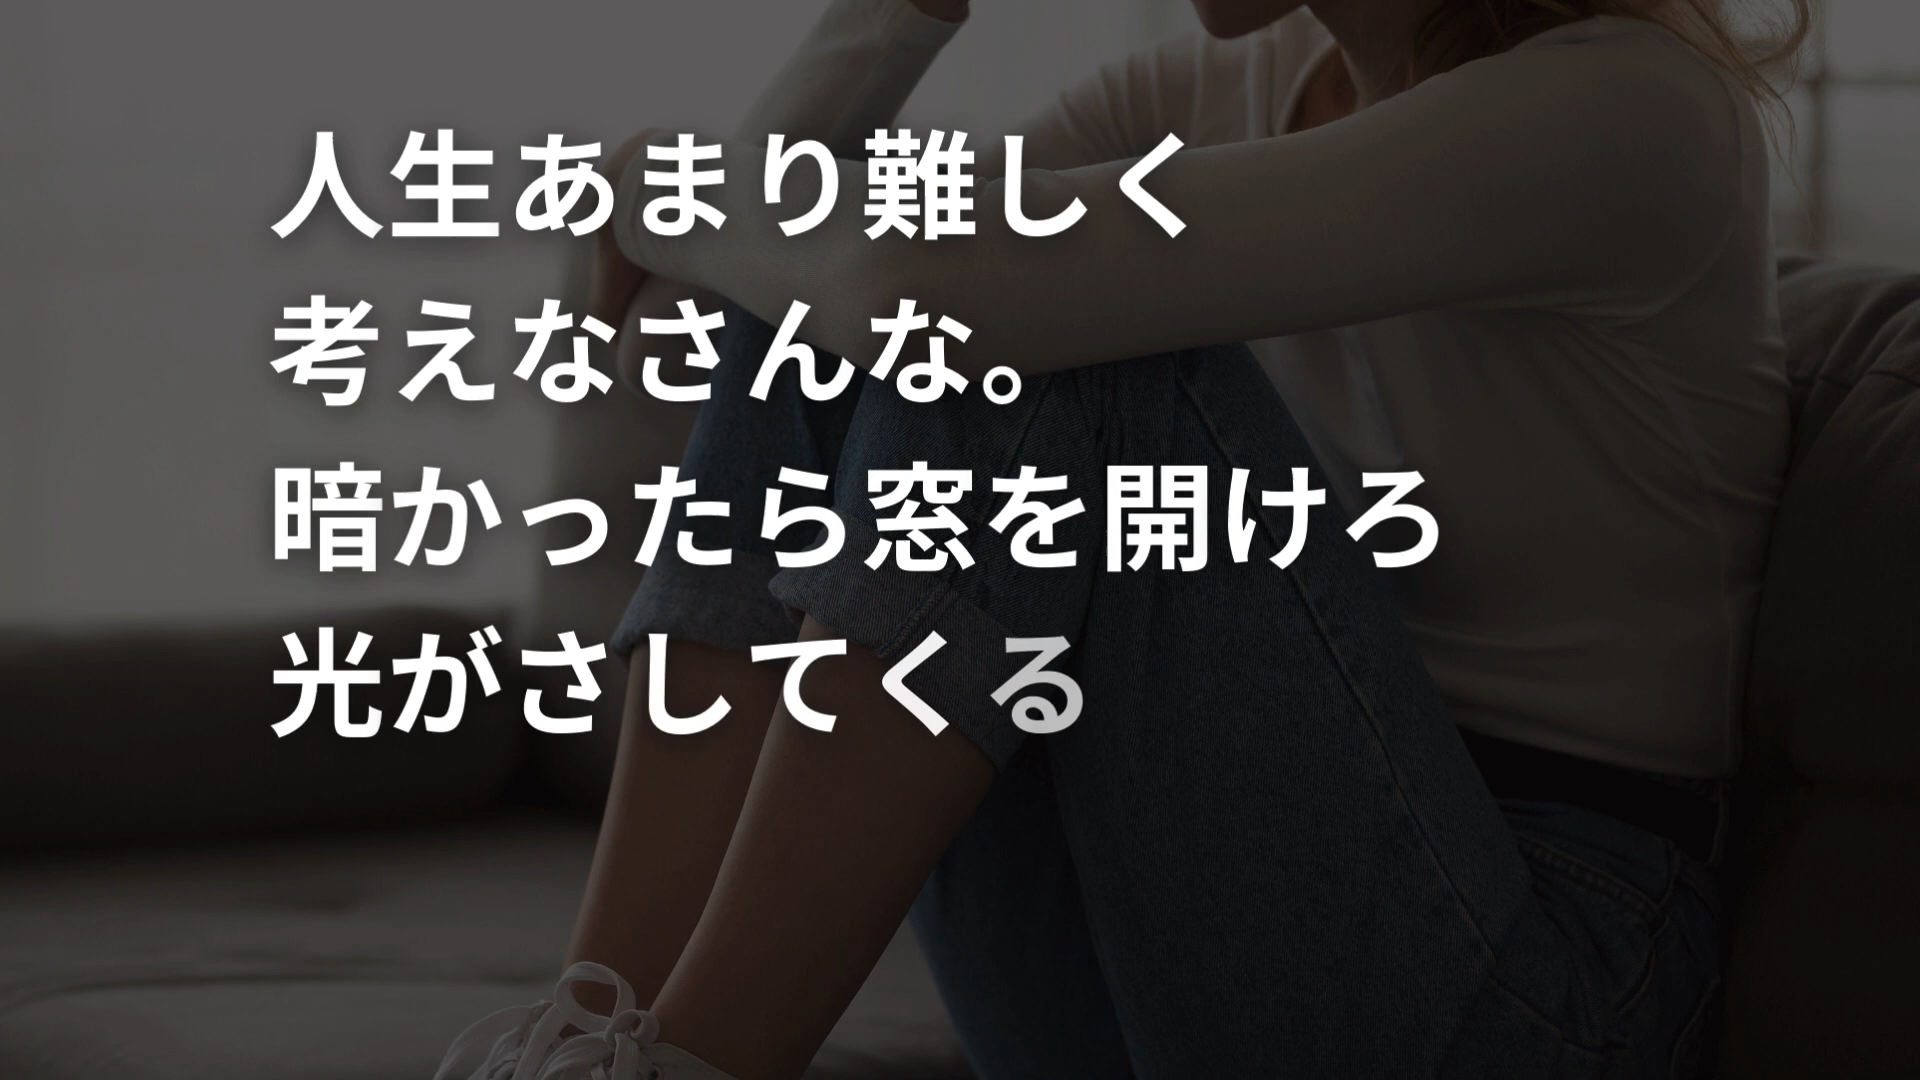 人生あまり難しく
考えなさんな。
暗かったら窓を開けろ
光がさしてくる